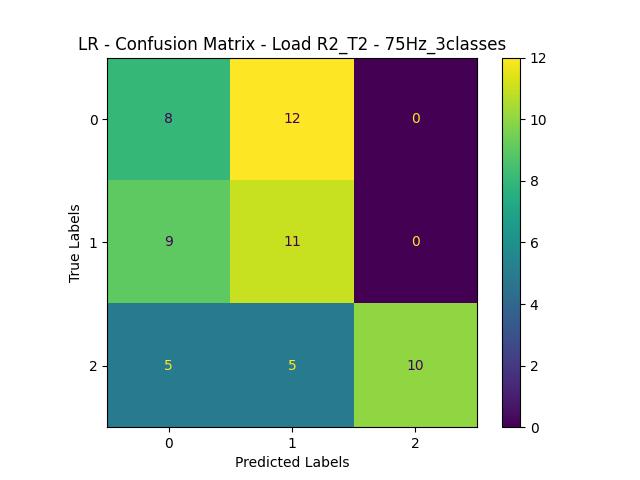 LR - Confusion Matrix - Load R2_T2 - 75Hz_3classes
True Labels
0 8 12 0
1 9 11 0
2 5 5 10
0 1 2
Predicted Labels
12
10
8
6
4
2
0